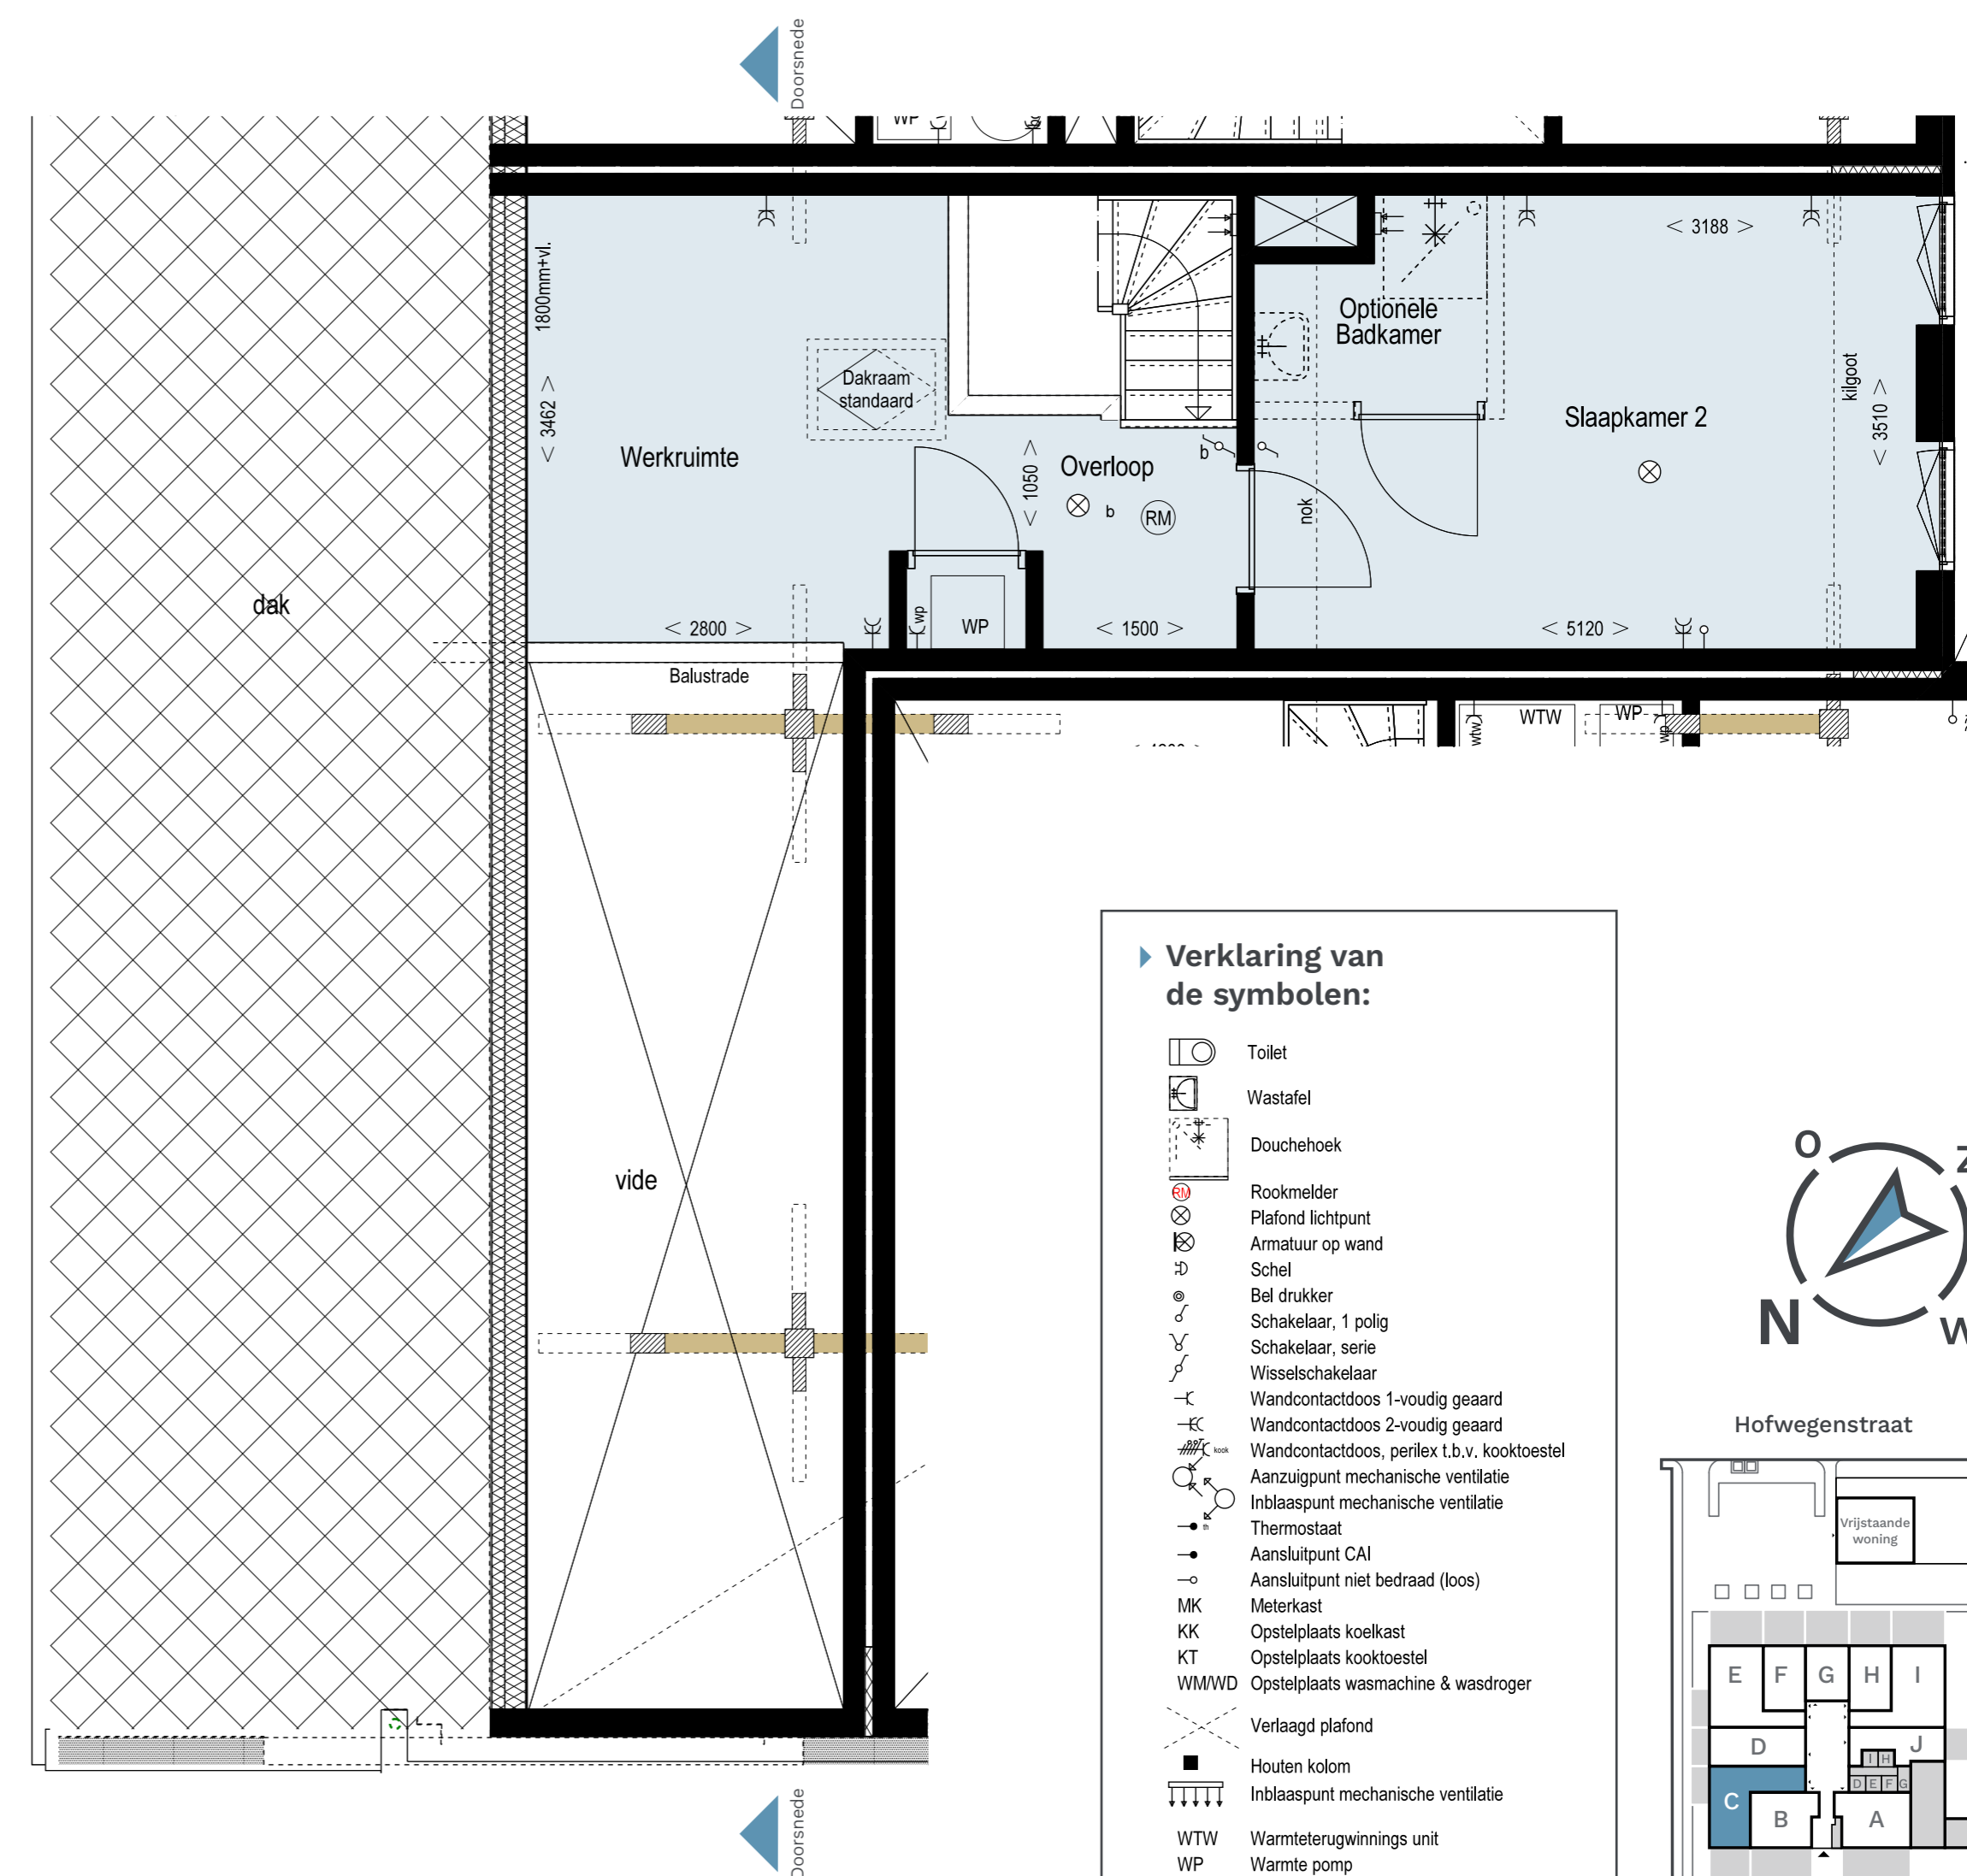 Doorsnede
WP
1800mm+vl.
< 3188 >
Optionele
Badkamer
Dakraam
standaard
< 3462 >
kilgoot
< 3510 >
Slaapkamer 2
Werkruimte
b
Overloop
< 1050 >
b
RM
nok
dak
wp
WP
< 2800 >
< 1500 >
< 5120 >
Balustrade
WTW
WP
wtw
wp
vide
Verklaring van
de symbolen:
Toilet
Wastafel
Douchehoek
RM Rookmelder
Plafond lichtpunt
Armatuur op wand
Schel
Bel drukker
Schakelaar, 1 polig
Schakelaar, serie
Wisselschakelaar
Wandcontactdoos 1-voudig geaard
Wandcontactdoos 2-voudig geaard
kook Wandcontactdoos, perilex t.b.v. kooktoestel
Aanzuigpunt mechanische ventilatie
Inblaaspunt mechanische ventilatie
th Thermostaat
Aansluitpunt CAI
Aansluitpunt niet bedraad (loos)
MK Meterkast
KK Opstelplaats koelkast
KT Opstelplaats kooktoestel
WM/WD Opstelplaats wasmachine & wasdroger
Verlaagd plafond
Houten kolom
Inblaaspunt mechanische ventilatie
WTW Warmteterugwinnings unit
WP Warmte pomp
O
Z
N
W
Hofwegenstraat
Vrijstaande
woning
E F G H I
D
J
I H
D E F G
C
B
A
Doorsnede